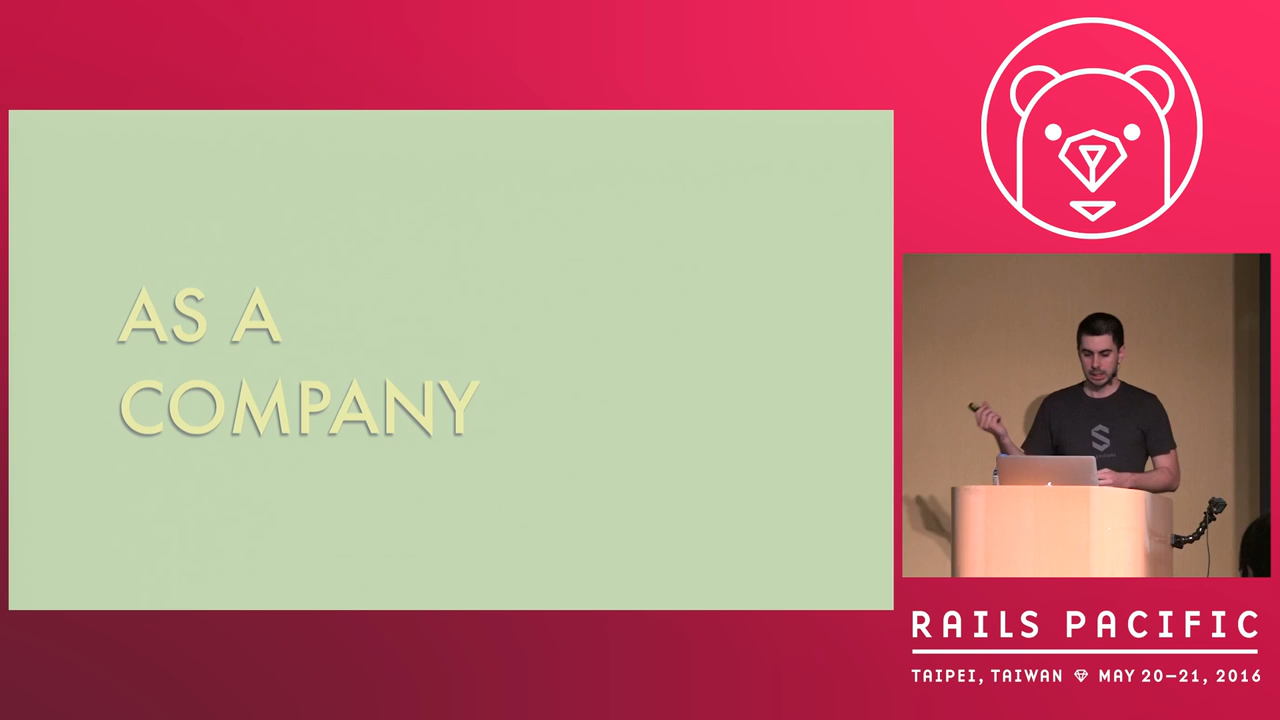 AS A
COMPANY
S
RAILS PACIFIC
TAIPEI, TAIWAN MAY 20–21, 2016